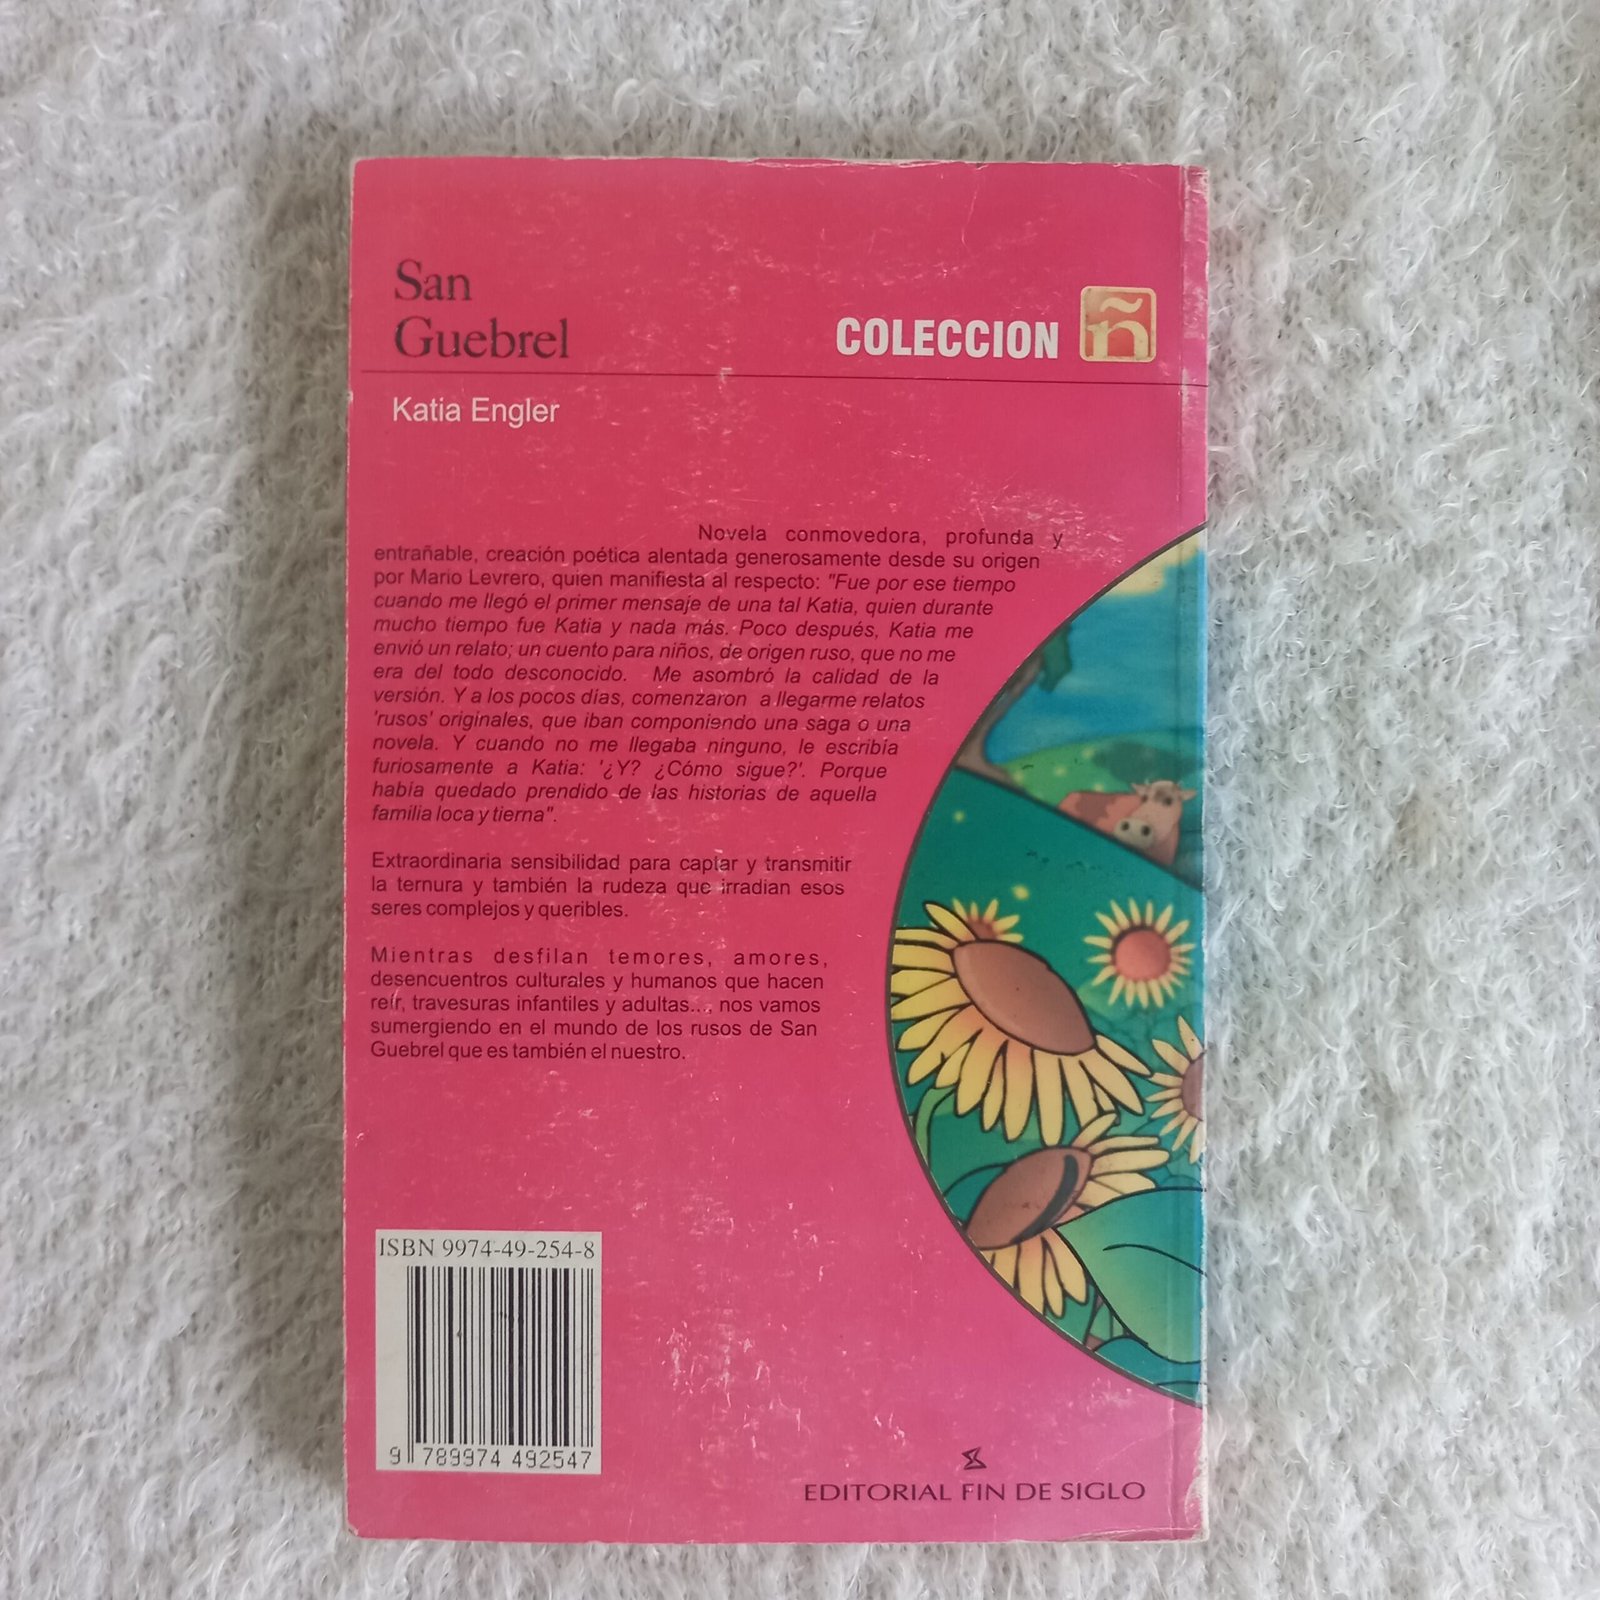 San
Guebrel
COLECCION ñ
Katia Engler
Novela conmovedora, profunda y
entrañable, creación poética alentada generosamente desde su origen
por Mario Levrero, quien manifiesta al respecto: "Fue por ese tiempo
cuando me llegó el primer mensaje de una tal Katia, quien durante
mucho tiempo fue Katia y nada más. Poco después, Katia me
envió un relato; un cuento para niños, de origen ruso, que no me
era del todo desconocido. Me asombró la calidad de la
versión. Y a los pocos días, comenzaron a llegarme relatos
'rusos' originales, que iban componiendo una saga o una
novela. Y cuando no me llegaba ninguno, le escribía
furiosamente a Katia: '¿Y? ¿Cómo sigue?'. Porque
había quedado prendido de las historias de aquella
familia loca y tierna".
Extraordinaria sensibilidad para captar y transmitir
la ternura y también la rudeza que irradian esos
seres complejos y queribles.
Mientras desfilan temores, amores,
desencuentros culturales y humanos que hacen
reír, travesuras infantiles y adultas..., nos vamos
sumergiendo en el mundo de los rusos de San
Guebrel que es también el nuestro.
ISBN 9974-49-254-8
9 789974 492547
EDITORIAL FIN DE SIGLO